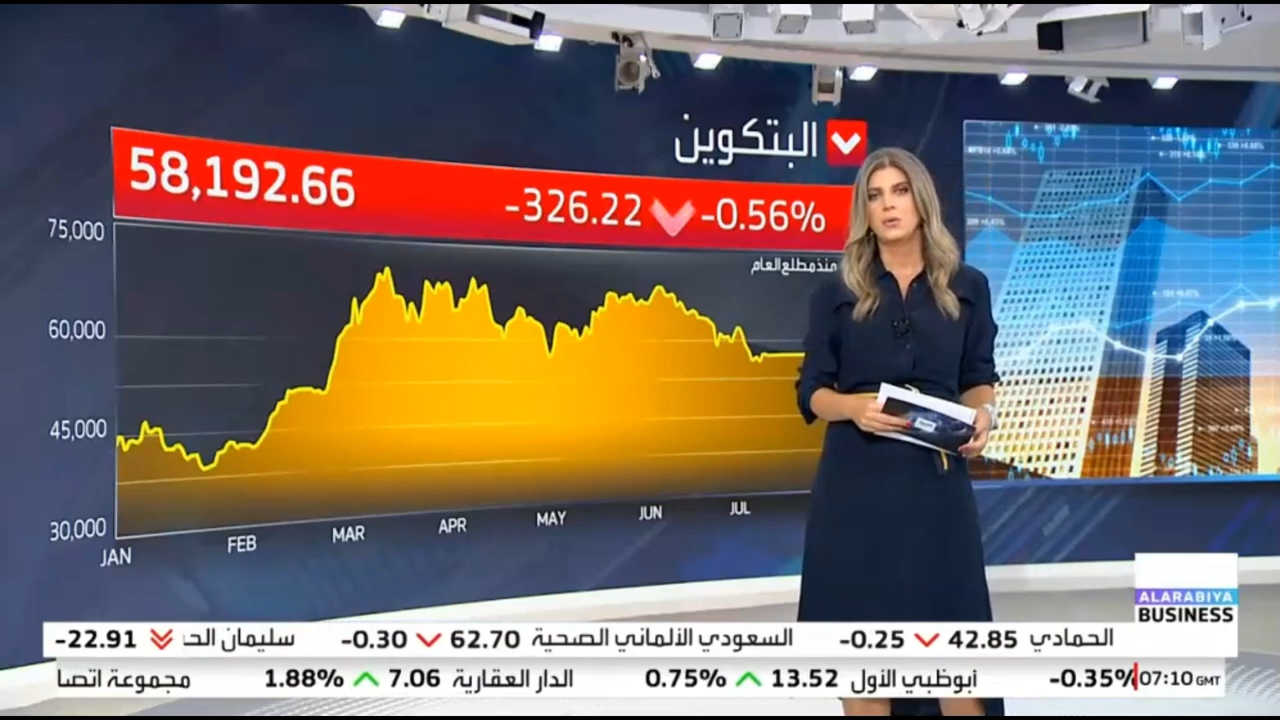 البتكوين
58,192.66 -326.22 -0.56%
منذ مطلع العام
75,000
60,000
45,000
30,000
JAN FEB MAR APR MAY JUN JUL
ALARABIYA
BUSINESS
الحمادي 42.85 -0.25 السعودي الألماني الصحية 62.70 -0.30 سليمان الحـ -22.91
-0.35% أبوظبي الأول 13.52 0.75% الدار العقارية 7.06 1.88% مجموعة اتصا
07:10 GMT